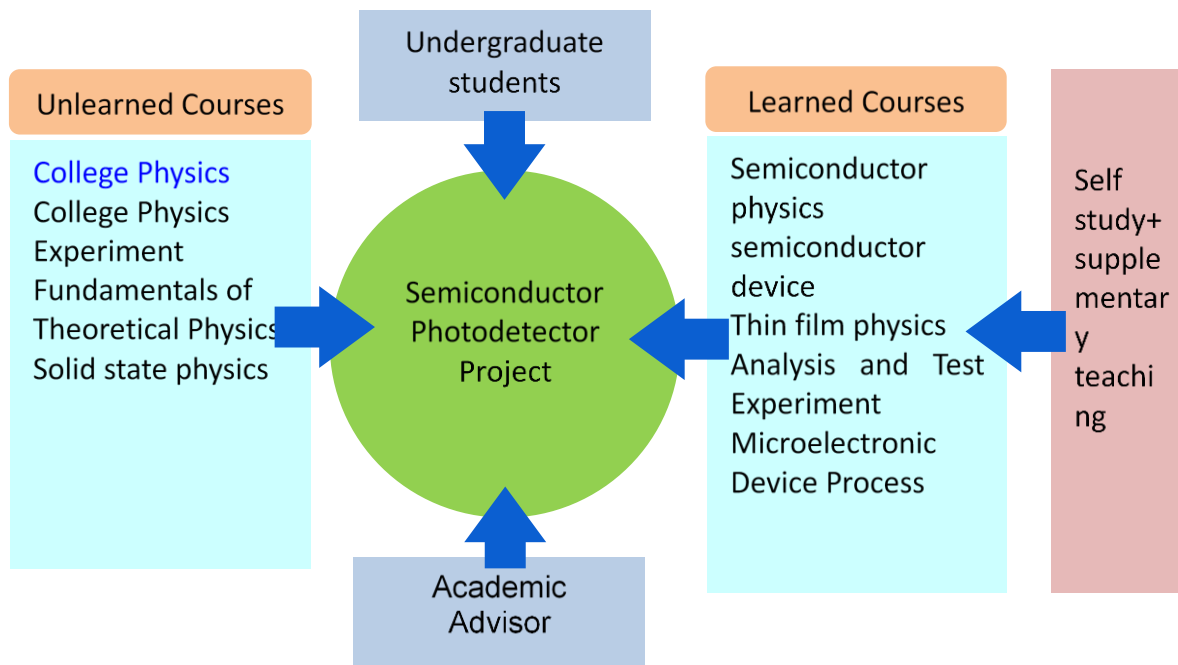 Undergraduate
students
Unlearned Courses
College Physics
College Physics
Experiment
Fundamentals of
Theoretical Physics
Solid state physics
Semiconductor
Photodetector
Project
Academic
Advisor
Learned Courses
Semiconductor
physics
semiconductor
device
Thin film physics
Analysis and Test
Experiment
Microelectronic
Device Process
Self
study+
supple
mentar
y
teachi
ng